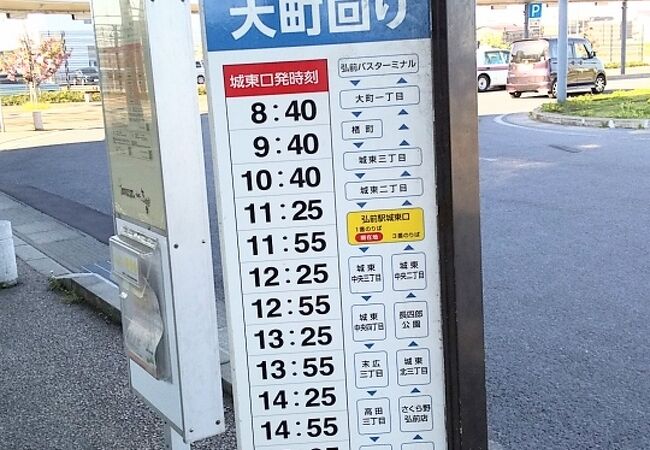 大町回り
城東口発時刻
8:40
9:40
10:40
11:25
11:55
12:25
12:55
13:25
13:55
14:25
14:55
弘前バスターミナル
大町一丁目
楮町
城東三丁目
城東二丁目
弘前駅城東口
1番のりば
現在地
3番のりば
城東
中央三丁目
城東
中央二丁目
城東
中央四丁目
長四郎
公園
末広
三丁目
城東
北三丁目
高田
三丁目
さくら野
弘前店
P